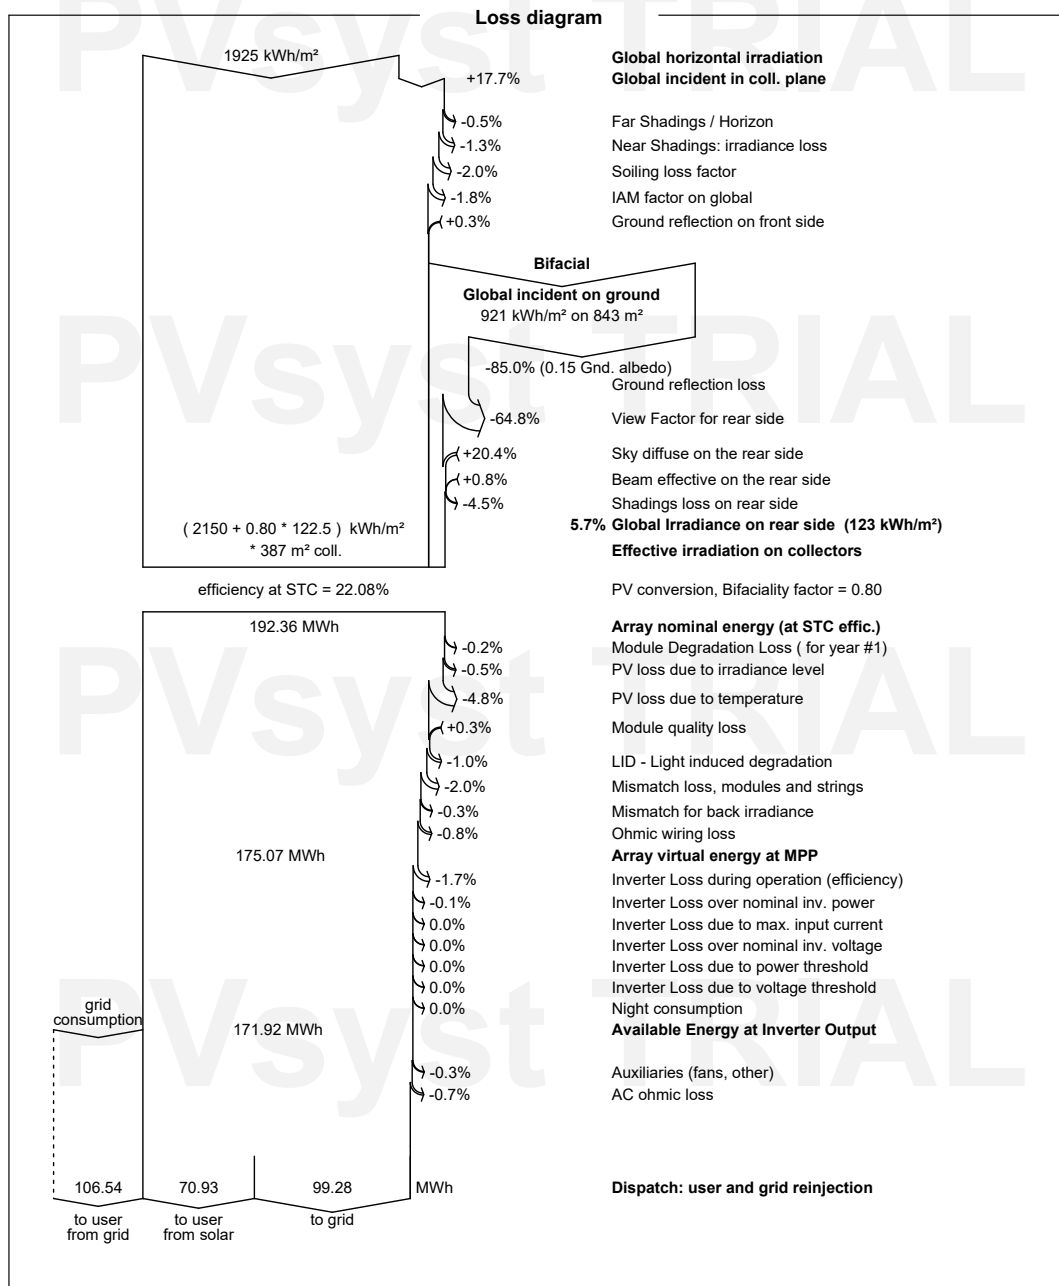 Loss diagram
PVsyst TRIAL
1925 kWh/m² Global horizontal irradiation
+17.7% Global incident in coll. plane
-0.5% Far Shadings / Horizon
-1.3% Near Shadings: irradiance loss
-2.0% Soiling loss factor
-1.8% IAM factor on global
+0.3% Ground reflection on front side
Bifacial
Global incident on ground
921 kWh/m² on 843 m²
PVsyst TRIAL
-85.0% (0.15 Gnd. albedo)
Ground reflection loss
-64.8% View Factor for rear side
+20.4% Sky diffuse on the rear side
+0.8% Beam effective on the rear side
-4.5% Shadings loss on rear side
5.7% Global Irradiance on rear side (123 kWh/m²)
( 2150 + 0.80 * 122.5 ) kWh/m²
* 387 m² coll. Effective irradiation on collectors
efficiency at STC = 22.08% PV conversion, Bifaciality factor = 0.80
192.36 MWh Array nominal energy (at STC effic.)
-0.2% Module Degradation Loss ( for year #1)
-0.5% PV loss due to irradiance level
PVsyst TRIAL
-4.8% PV loss due to temperature
+0.3% Module quality loss
-1.0% LID - Light induced degradation
-2.0% Mismatch loss, modules and strings
-0.3% Mismatch for back irradiance
-0.8% Ohmic wiring loss
175.07 MWh Array virtual energy at MPP
-1.7% Inverter Loss during operation (efficiency)
-0.1% Inverter Loss over nominal inv. power
0.0% Inverter Loss due to max. input current
0.0% Inverter Loss over nominal inv. voltage
0.0% Inverter Loss due to power threshold
0.0% Inverter Loss due to voltage threshold
0.0% Night consumption
grid
consumption
171.92 MWh Available Energy at Inverter Output
PVsyst TRIAL
-0.3% Auxiliaries (fans, other)
-0.7% AC ohmic loss
106.54 70.93 99.28 MWh Dispatch: user and grid reinjection
to user to user to grid
from grid from solar